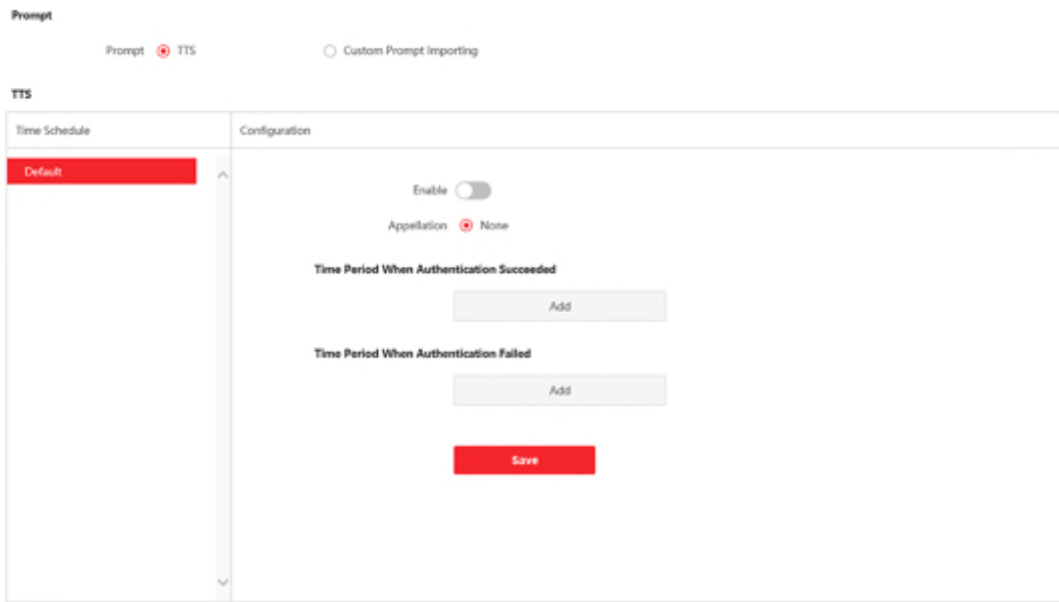 Prompt
Prompt TTS Custom Prompt Importing
TTS
Time Schedule Configuration
Default
Enable
Appellation None
Time Period When Authentication Succeeded
Add
Time Period When Authentication Failed
Add
Save